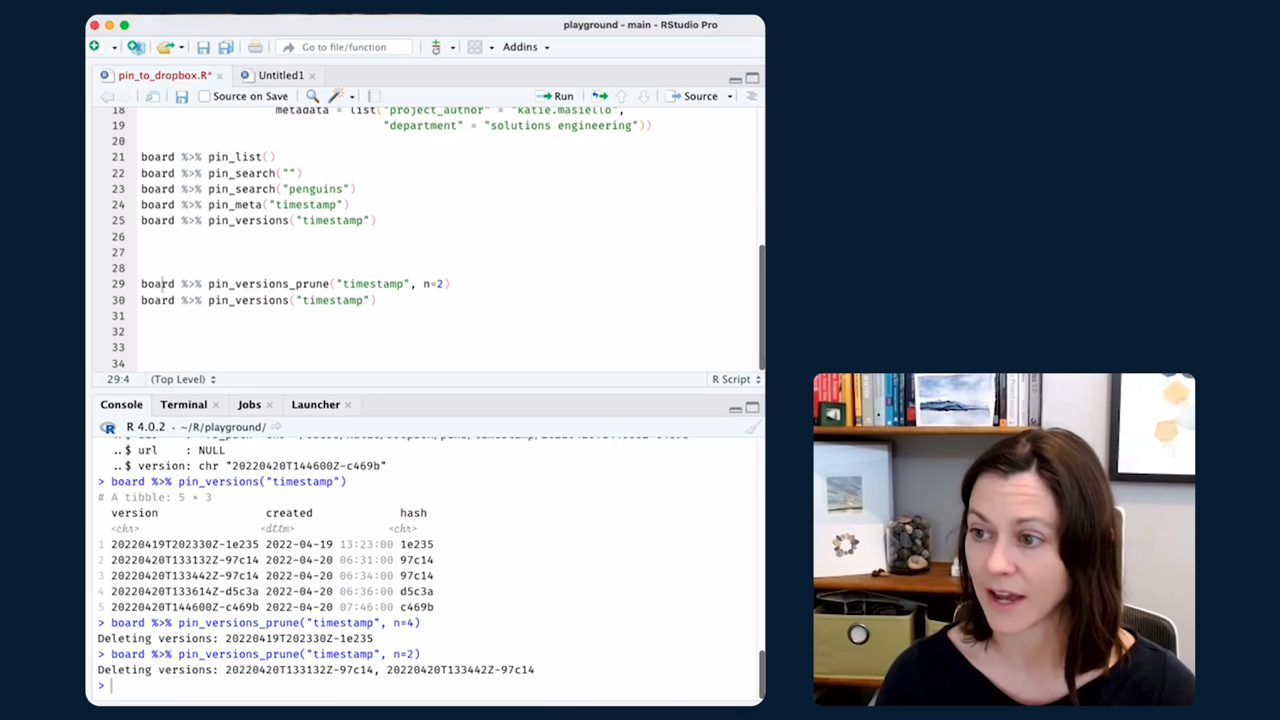 playground - main - RStudio Pro
Go to file/function
Addins
pin_to_dropbox.R*
Untitled1
Source on Save
Run
Source
18 metadata = list("project_author" = "katie.masiello",
19 "department" = "solutions engineering"))
20
21 board %>% pin_list()
22 board %>% pin_search("")
23 board %>% pin_search("penguins")
24 board %>% pin_meta("timestamp")
25 board %>% pin_versions("timestamp")
26
27
28
29 board %>% pin_versions_prune("timestamp", n=2)
30 board %>% pin_versions("timestamp")
31
32
33
34
29:4 (Top Level) R Script
Console Terminal Jobs Launcher
R 4.0.2 · ~/R/playground/
..$ url : NULL
..$ version: chr "20220420T144600Z-c469b"
> board %>% pin_versions("timestamp")
# A tibble: 5 × 3
version created hash
<chr> <dttm> <chr>
1 20220419T202330Z-1e235 2022-04-19 13:23:00 1e235
2 20220420T133132Z-97c14 2022-04-20 06:31:00 97c14
3 20220420T133442Z-97c14 2022-04-20 06:34:00 97c14
4 20220420T133614Z-d5c3a 2022-04-20 06:36:00 d5c3a
5 20220420T144600Z-c469b 2022-04-20 07:46:00 c469b
> board %>% pin_versions_prune("timestamp", n=4)
Deleting versions: 20220419T202330Z-1e235
> board %>% pin_versions_prune("timestamp", n=2)
Deleting versions: 20220420T133132Z-97c14, 20220420T133442Z-97c14
>